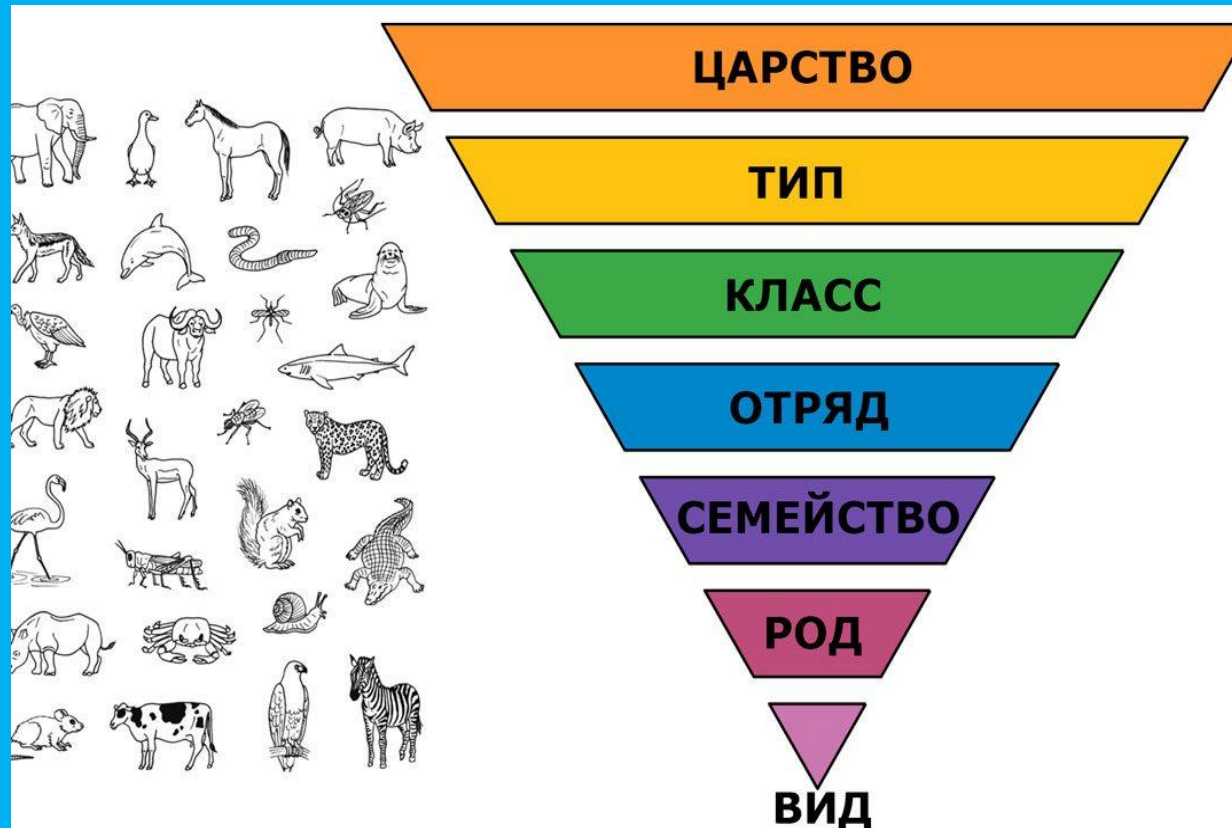 ЦАРСТВО
ТИП
КЛАСС
ОТРЯД
СЕМЕЙСТВО
РОД
ВИД